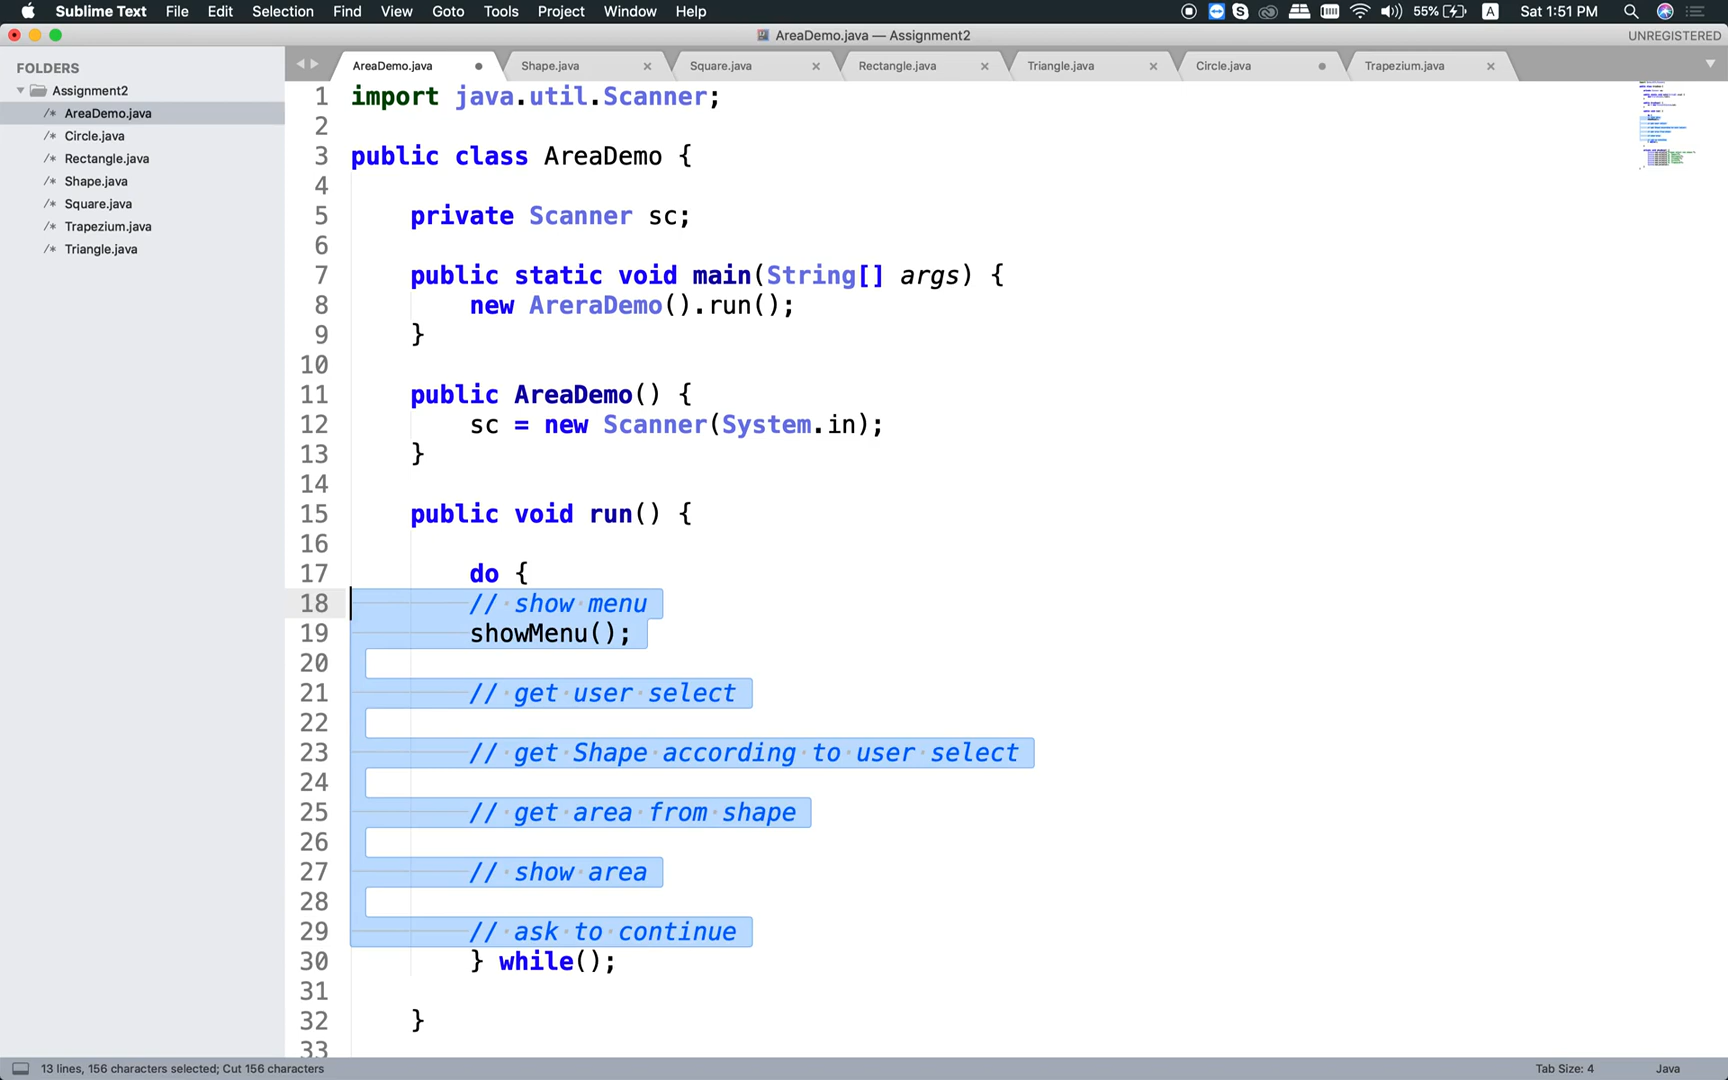 Sublime Text File Edit Selection Find View Goto Tools Project Window Help 55% A Sat 1:51 PM
AreaDemo.java — Assignment2 UNREGISTERED
FOLDERS
Assignment2
/* AreaDemo.java
/* Circle.java
/* Rectangle.java
/* Shape.java
/* Square.java
/* Trapezium.java
/* Triangle.java
AreaDemo.java Shape.java Square.java Rectangle.java Triangle.java Circle.java Trapezium.java
1 import java.util.Scanner;
2
3 public class AreaDemo {
4
5 private Scanner sc;
6
7 public static void main(String[] args) {
8 new AreraDemo().run();
9 }
10
11 public AreaDemo() {
12 sc = new Scanner(System.in);
13 }
14
15 public void run() {
16
17 do {
18 // show menu
19 showMenu();
20
21 // get user select
22
23 // get Shape according to user select
24
25 // get area from shape
26
27 // show area
28
29 // ask to continue
30 } while();
31
32 }
33
13 lines, 156 characters selected; Cut 156 characters Tab Size: 4 Java